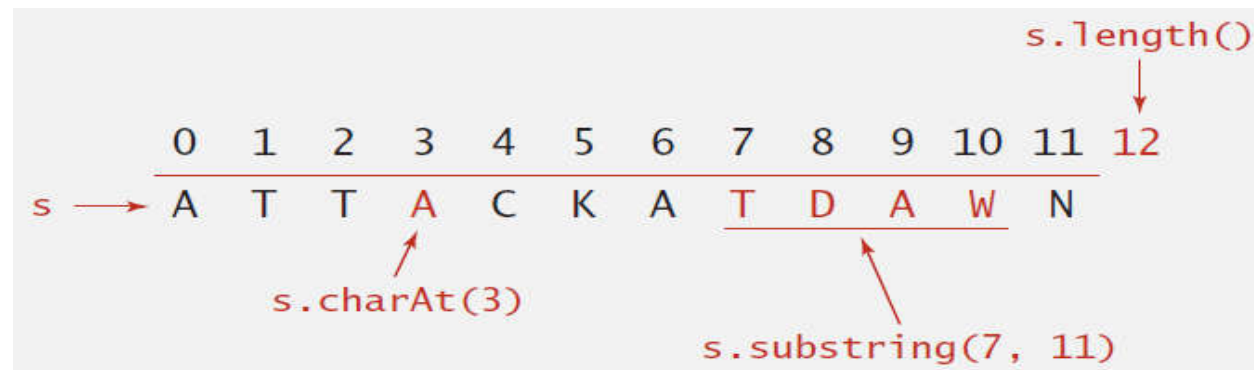 s.length()
0 1 2 3 4 5 6 7 8 9 10 11 12
s A T T A C K A T D A W N
s.charAt(3)
s.substring(7, 11)